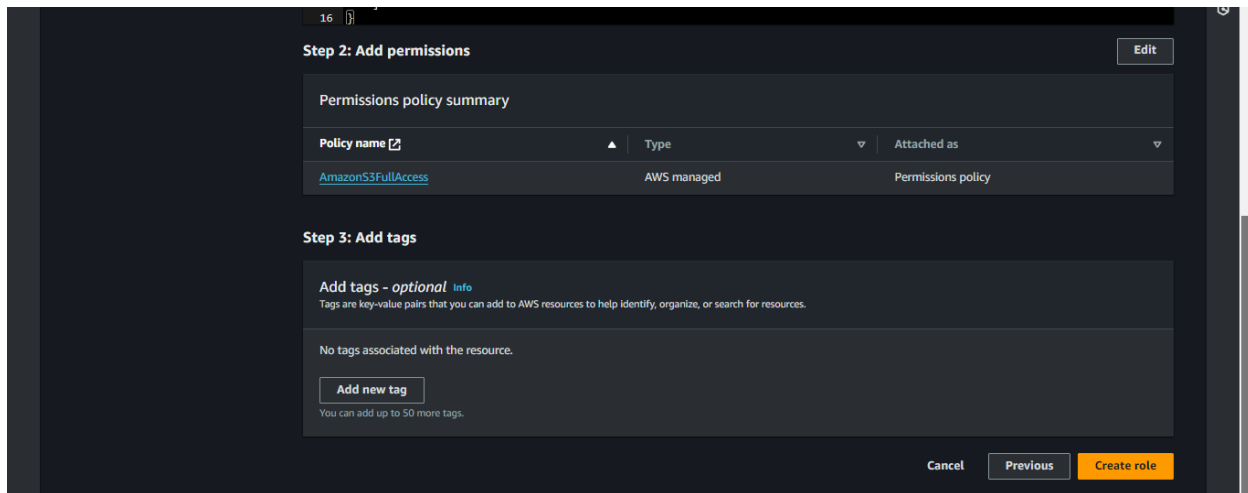 16 }
Step 2: Add permissions
Edit
Permissions policy summary
Policy name
Type
Attached as
AmazonS3FullAccess
AWS managed
Permissions policy
Step 3: Add tags
Add tags - optional Info
Tags are key-value pairs that you can add to AWS resources to help identify, organize, or search for resources.
No tags associated with the resource.
Add new tag
You can add up to 50 more tags.
Cancel
Previous
Create role